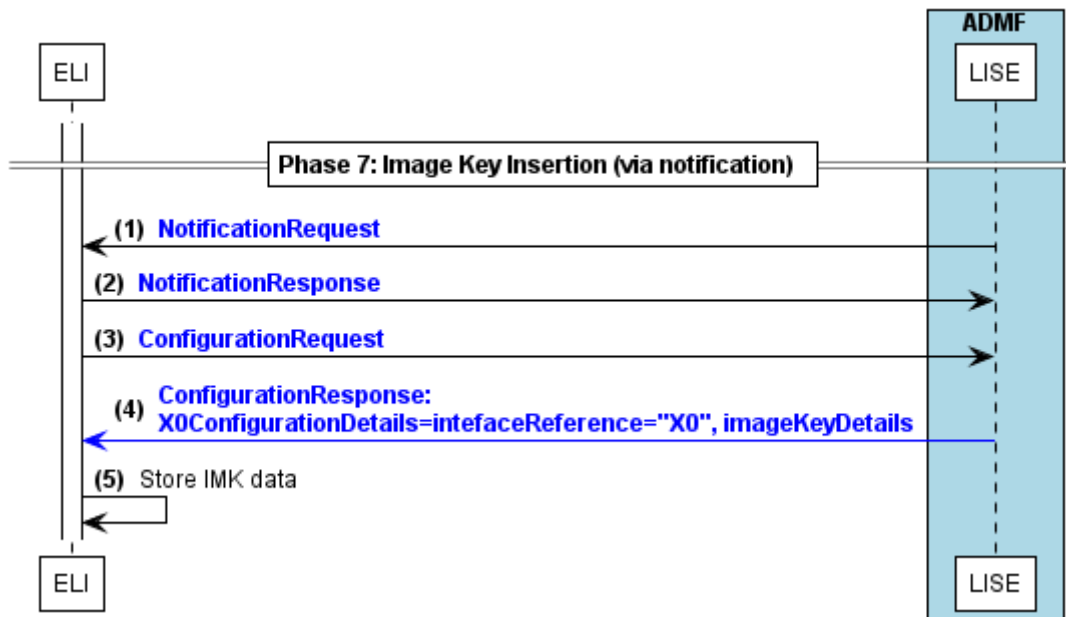 ADMF
ELI
LISE
Phase 7: Image Key Insertion (via notification)
(1) NotificationRequest
(2) NotificationResponse
(3) ConfigurationRequest
(4) ConfigurationResponse:
X0ConfigurationDetails=intefaceReference="X0", imageKeyDetails
(5) Store IMK data
ELI
LISE